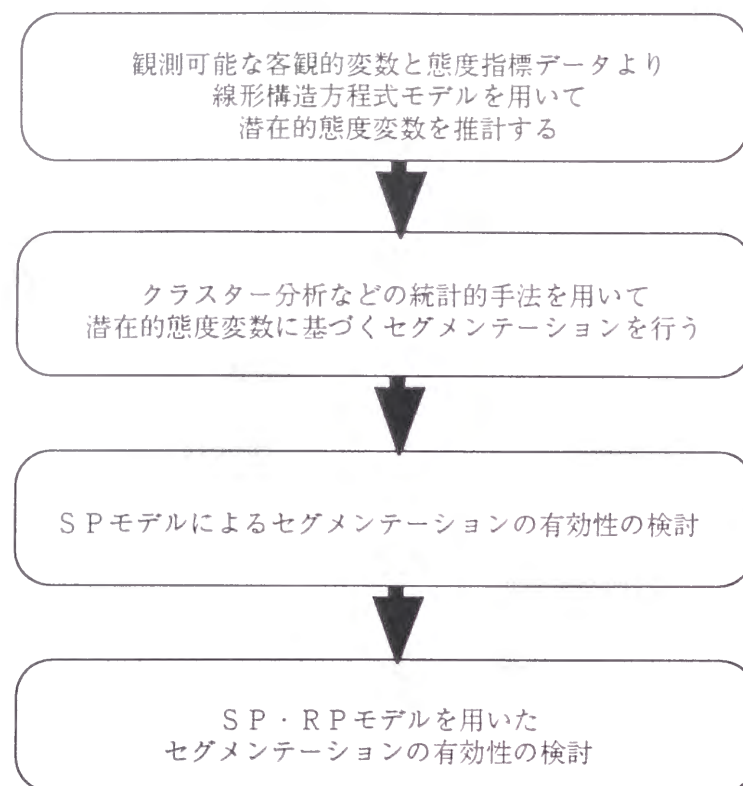 観測可能な客観的変数と態度指標データより
線形構造方程式モデルを用いて
潜在的態度変数を推計する
クラスター分析などの統計的手法を用いて
潜在的態度変数に基づくセグメンテーションを行う
ＳＰモデルによるセグメンテーションの有効性の検討
ＳＰ・ＲＰモデルを用いた
セグメンテーションの有効性の検討